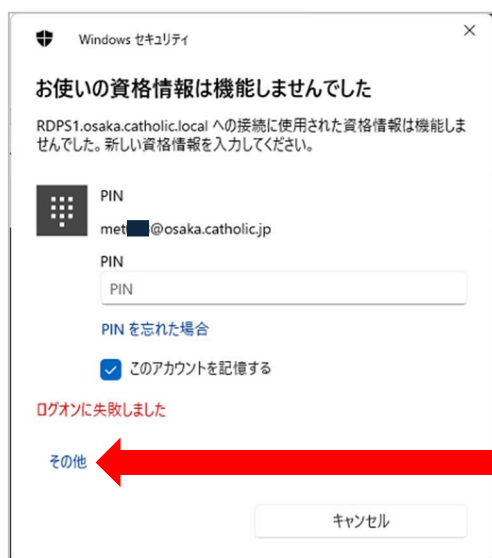 Windows セキュリティ
お使いの資格情報は機能しませんでした
RDPS1.osaka.catholic.local への接続に使用された資格情報は機能しま
せんでした。新しい資格情報を入力してください。
PIN
met @osaka.catholic.jp
PIN
PIN
PIN を忘れた場合
このアカウントを記憶する
ログオンに失敗しました
その他
キャンセル